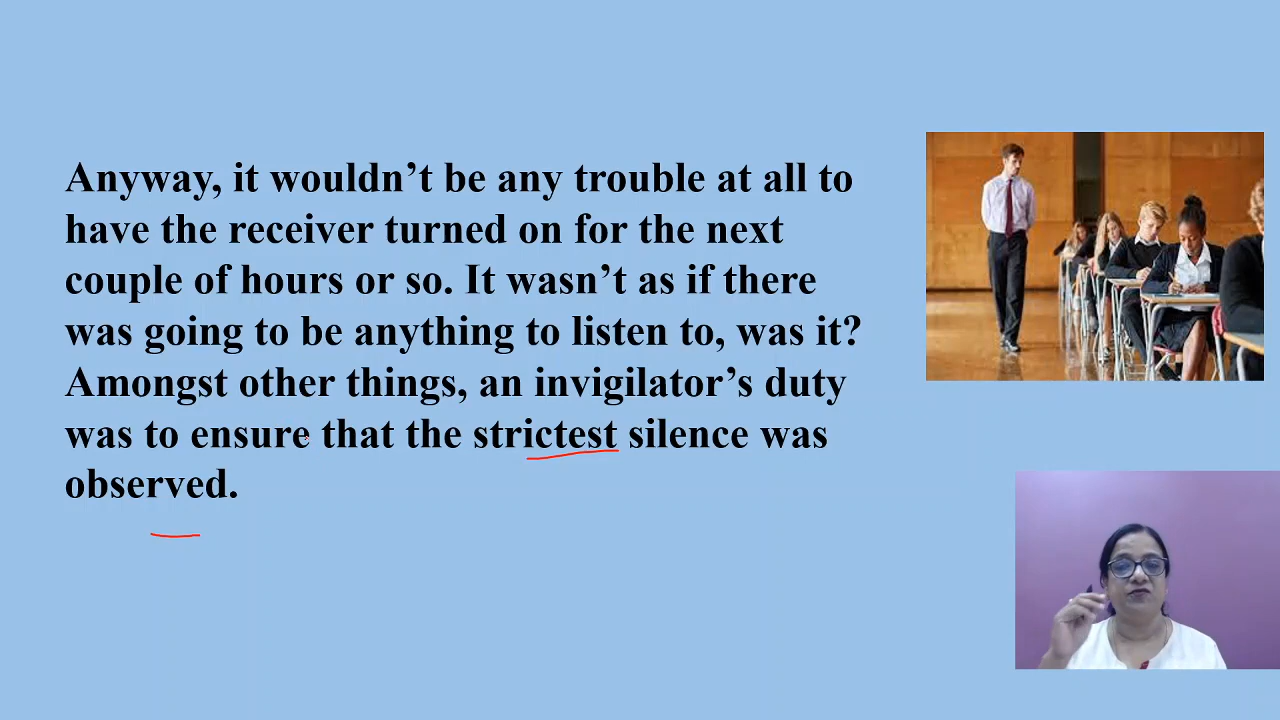 Anyway, it wouldn’t be any trouble at all to
have the receiver turned on for the next
couple of hours or so. It wasn’t as if there
was going to be anything to listen to, was it?
Amongst other things, an invigilator’s duty
was to ensure that the strictest silence was
observed.